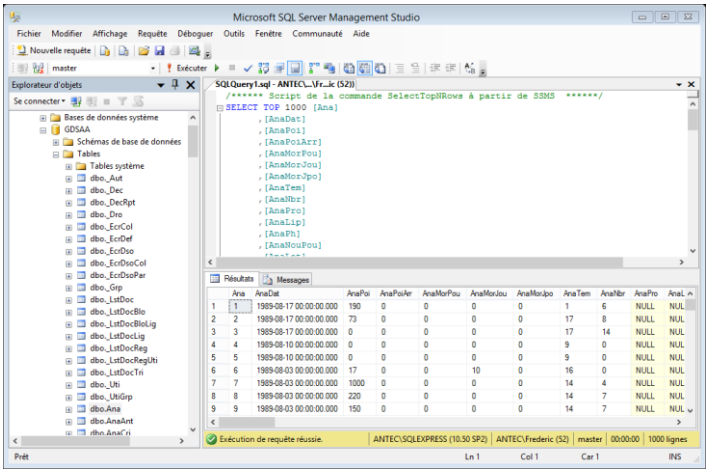 Microsoft SQL Server Management Studio
Fichier Modifier Affichage Requête Déboguer Outils Fenêtre Communauté Aide
Nouvelle requête
master Exécuter
Explorateur d'objets
Se connecter
Bases de données système
GDSAA
Schémas de base de données
Tables
Tables système
dbo._Aut
dbo._Dec
dbo._DecRpt
dbo._Dro
dbo._EcrCol
dbo._EcrDef
dbo._EcrDso
dbo._EcrDsoCol
dbo._EcrDsoPar
dbo._Grp
dbo._LstDoc
dbo._LstDocBlo
dbo._LstDocBloLig
dbo._LstDocLig
dbo._LstDocReg
dbo._LstDocRegUti
dbo._LstDocTri
dbo._Uti
dbo._UtiGrp
dbo.Ana
dbo.AnaAnt
dbo.AnaCri
SQLQuery1.sql - ANTEC\...\Fr...ic (52))
/****** Script de la commande SelectTopNRows à partir de SSMS ******/
SELECT TOP 1000 [Ana]
,[AnaDat]
,[AnaPoi]
,[AnaPoiArr]
,[AnaMorPou]
,[AnaMorJou]
,[AnaMorJpo]
,[AnaTem]
,[AnaNbr]
,[AnaPro]
,[AnaLip]
,[AnaPh]
,[AnaNouPou]
Résultats Messages
Ana AnaDat AnaPoi AnaPoiArr AnaMorPou AnaMorJou AnaMorJpo AnaTem AnaNbr AnaPro AnaL
1 1 1989-08-17 00:00:00.000 190 0 0 0 0 1 6 NULL NUL
2 2 1989-08-17 00:00:00.000 73 0 0 0 0 17 8 NULL NUL
3 3 1989-08-17 00:00:00.000 0 0 0 0 0 17 14 NULL NUL
4 4 1989-08-10 00:00:00.000 0 0 0 0 0 9 0 NULL NUL
5 5 1989-08-10 00:00:00.000 0 0 0 0 0 9 0 NULL NUL
6 6 1989-08-03 00:00:00.000 17 0 0 10 0 16 0 NULL NUL
7 7 1989-08-03 00:00:00.000 1000 0 0 0 0 14 4 NULL NUL
8 8 1989-08-03 00:00:00.000 220 0 0 0 0 14 7 NULL NUL
9 9 1989-08-03 00:00:00.000 150 0 0 0 0 14 7 NULL NUL
Exécution de requête réussie. ANTEC\SQLEXPRESS (10.50 SP2) ANTEC\Frederic (52) master 00:00:00 1000 lignes
Prêt Ln 1 Col 1 Car 1 INS